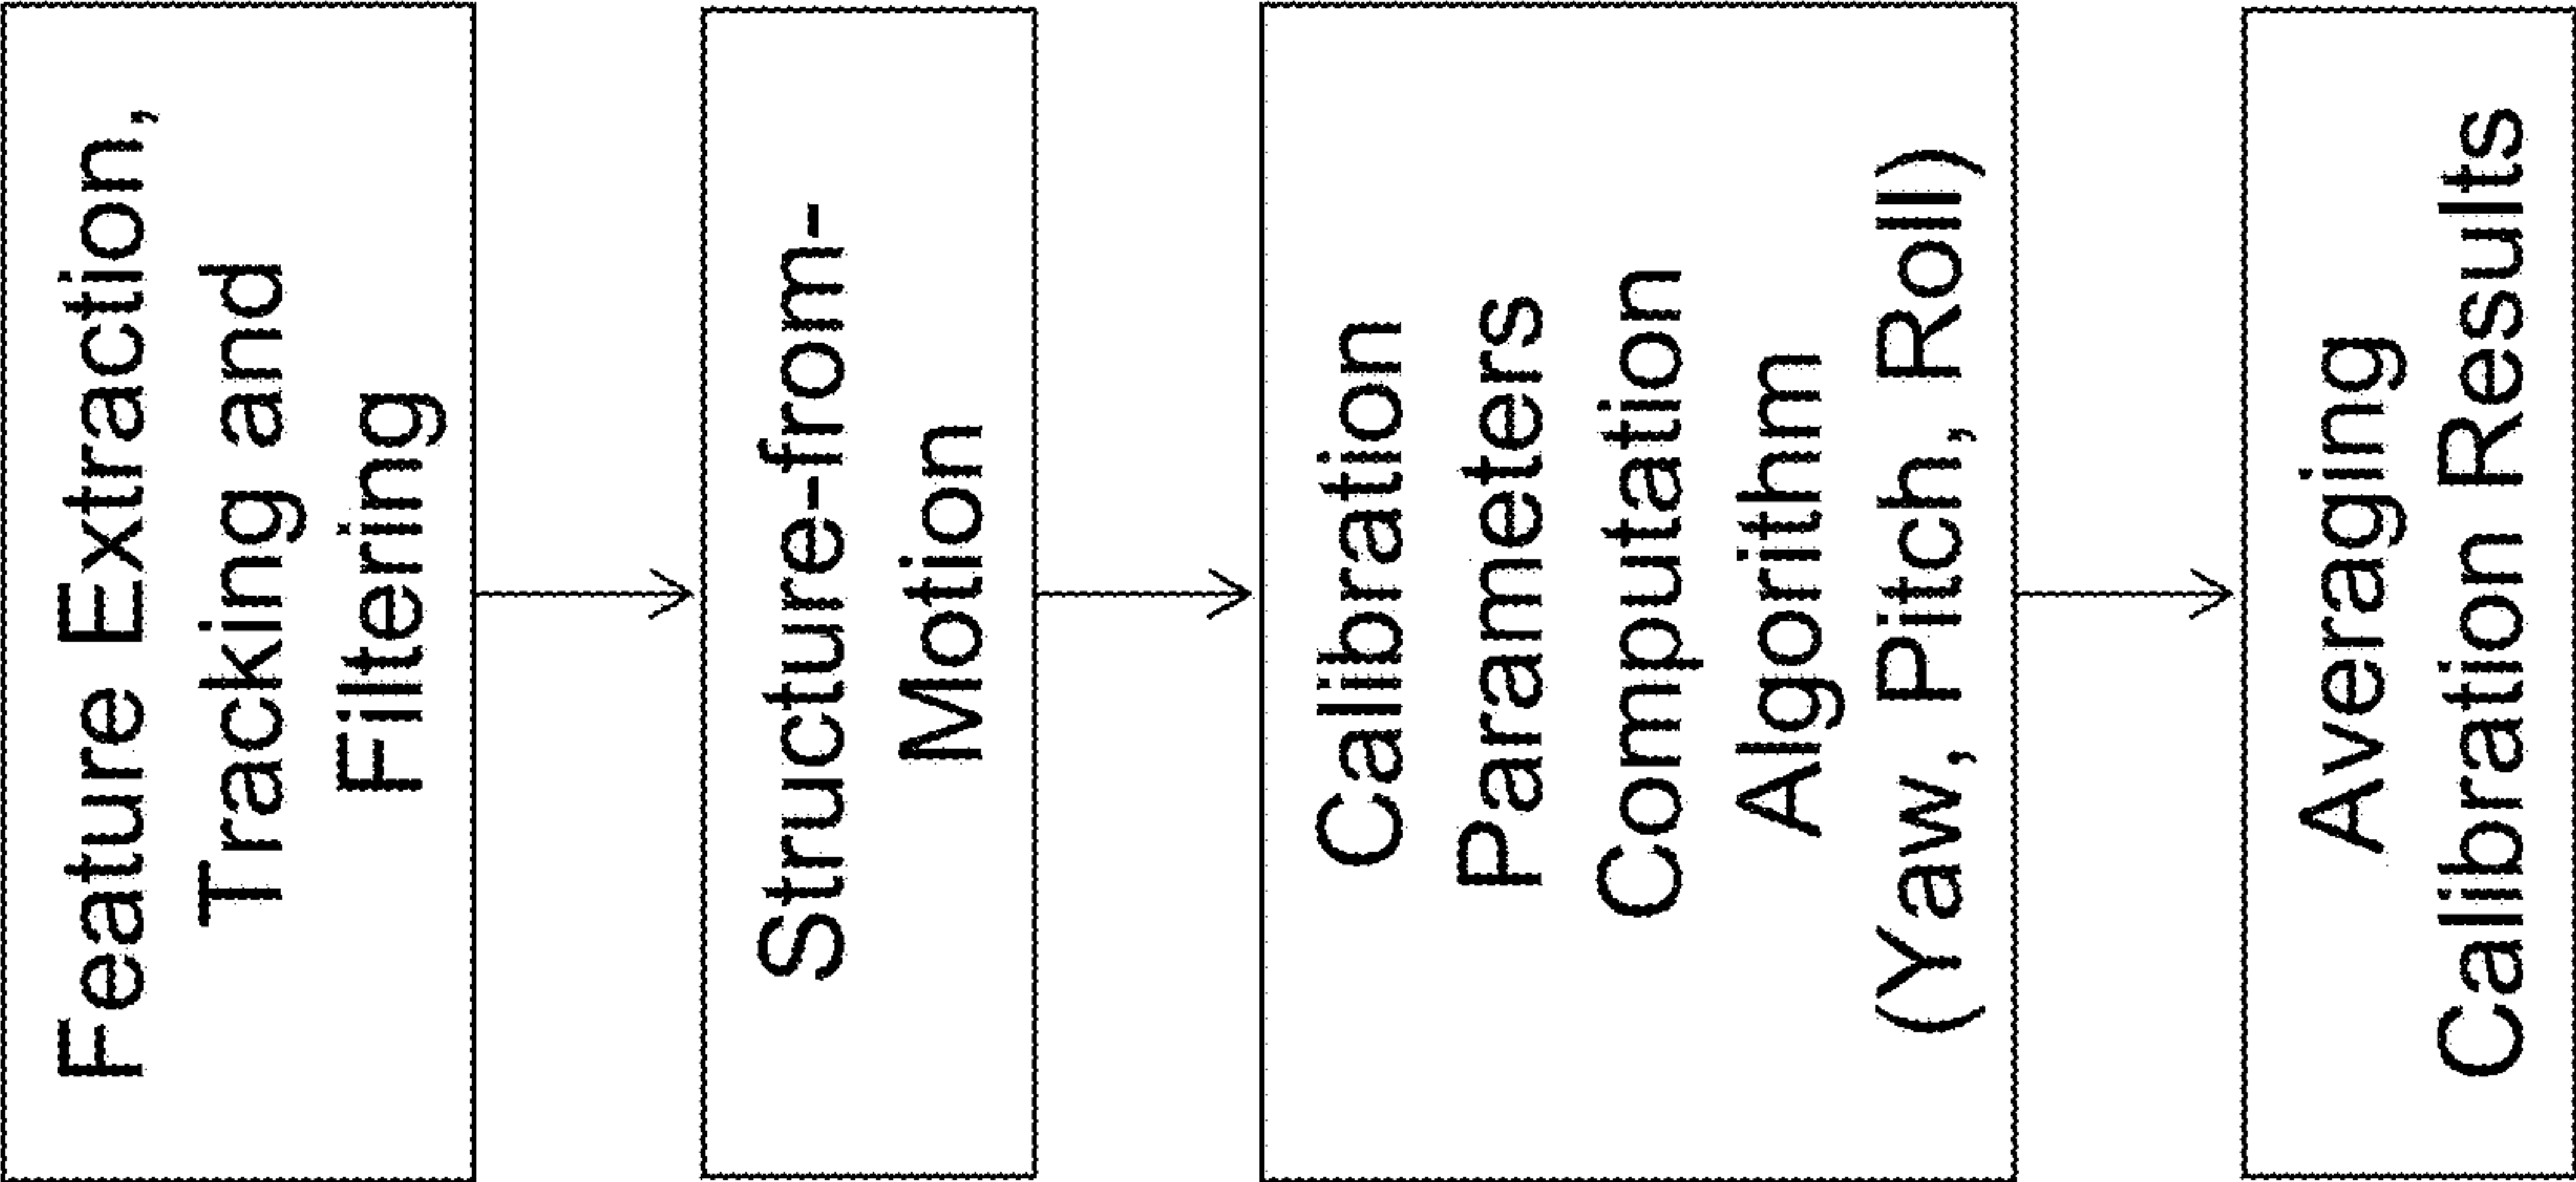 Feature Extraction,
Tracking and
Filtering
Structure-from-
Motion
Calibration
Parameters
Computation
Algorithm
(Yaw, Pitch, Roll)
Averaging
Calibration Results